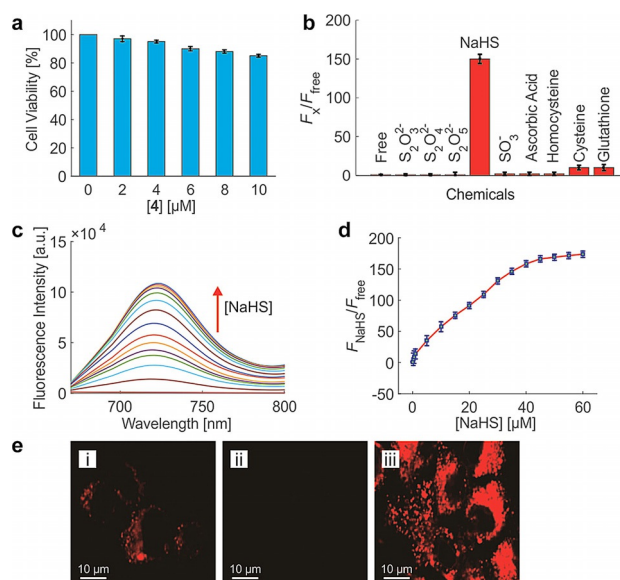 a
Cell Viability [%]
100
80
60
40
20
0
0 2 4 6 8 10
[4] [µM]
b
Fx/Ffree
200
150
100
50
0
Free
S2O3^2-
S2O4^2-
S2O5^2-
NaHS
SO3^-
Ascorbic Acid
Homocysteine
Cysteine
Glutathione
Chemicals
c
Fluorescence Intensity [a.u.]
×10^4
15
10
5
0
[NaHS]
700 750 800
Wavelength [nm]
d
FNaHS/Ffree
200
150
100
50
0
-50
0 20 40 60
[NaHS] [µM]
e
i
10 µm
ii
10 µm
iii
10 µm